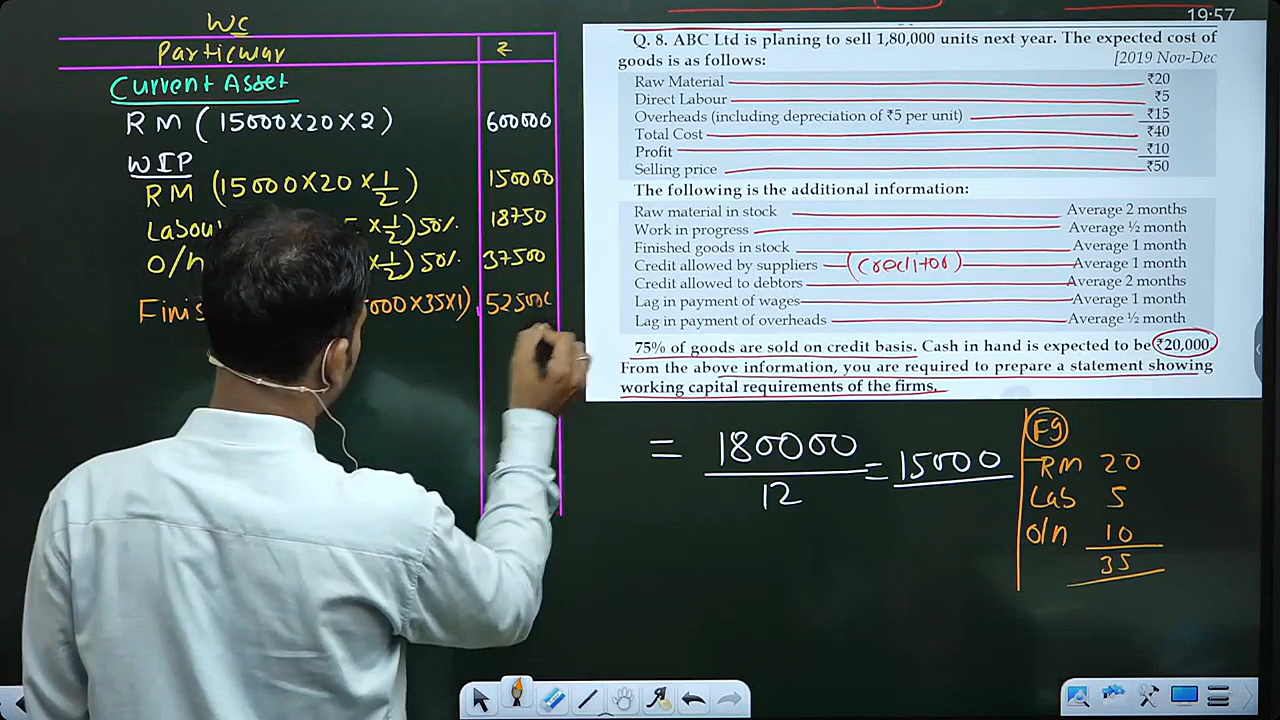 19:57
WC
Particular ₹
Current Asset
RM (15000×20×2) 600000
WIP
RM (15000×20×½) 150000
×½) 50%. 18750
O/h ×½) 50%. 37500
000×35×1)
Q. 8. ABC Ltd is planing to sell 1,80,000 units next year. The expected cost of
goods is as follows: [2019 Nov-Dec
Raw Material ₹20
Direct Labour ₹5
Overheads (including depreciation of ₹5 per unit) ₹15
Total Cost ₹40
Profit ₹10
Selling price ₹50
The following is the additional information:
Raw material in stock Average 2 months
Work in progress Average ½ month
Finished goods in stock Average 1 month
Credit allowed by suppliers (Creditor) Average 1 month
Credit allowed to debtors Average 2 months
Lag in payment of wages Average 1 month
Lag in payment of overheads Average ½ month
75% of goods are sold on credit basis. Cash in hand is expected to be ₹20,000.
From the above information, you are required to prepare a statement showing
working capital requirements of the firms.
= 180000 / 12 = 15000
Fg
RM 20
Lab 5
O/h 10
35